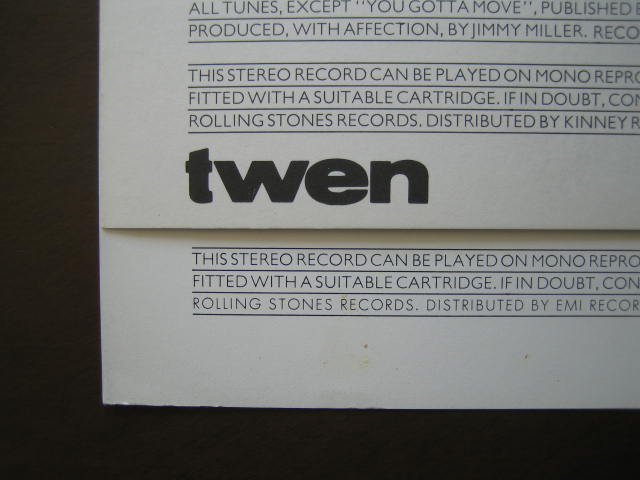 ALL TUNES, EXCEPT "YOU GOTTA MOVE", PUBLISHED
PRODUCED, WITH AFFECTION, BY JIMMY MILLER. RECO
THIS STEREO RECORD CAN BE PLAYED ON MONO REPRO
FITTED WITH A SUITABLE CARTRIDGE. IF IN DOUBT, CON
ROLLING STONES RECORDS. DISTRIBUTED BY KINNEY R
twen
THIS STEREO RECORD CAN BE PLAYED ON MONO REPRO
FITTED WITH A SUITABLE CARTRIDGE. IF IN DOUBT, CON
ROLLING STONES RECORDS. DISTRIBUTED BY EMI RECOR